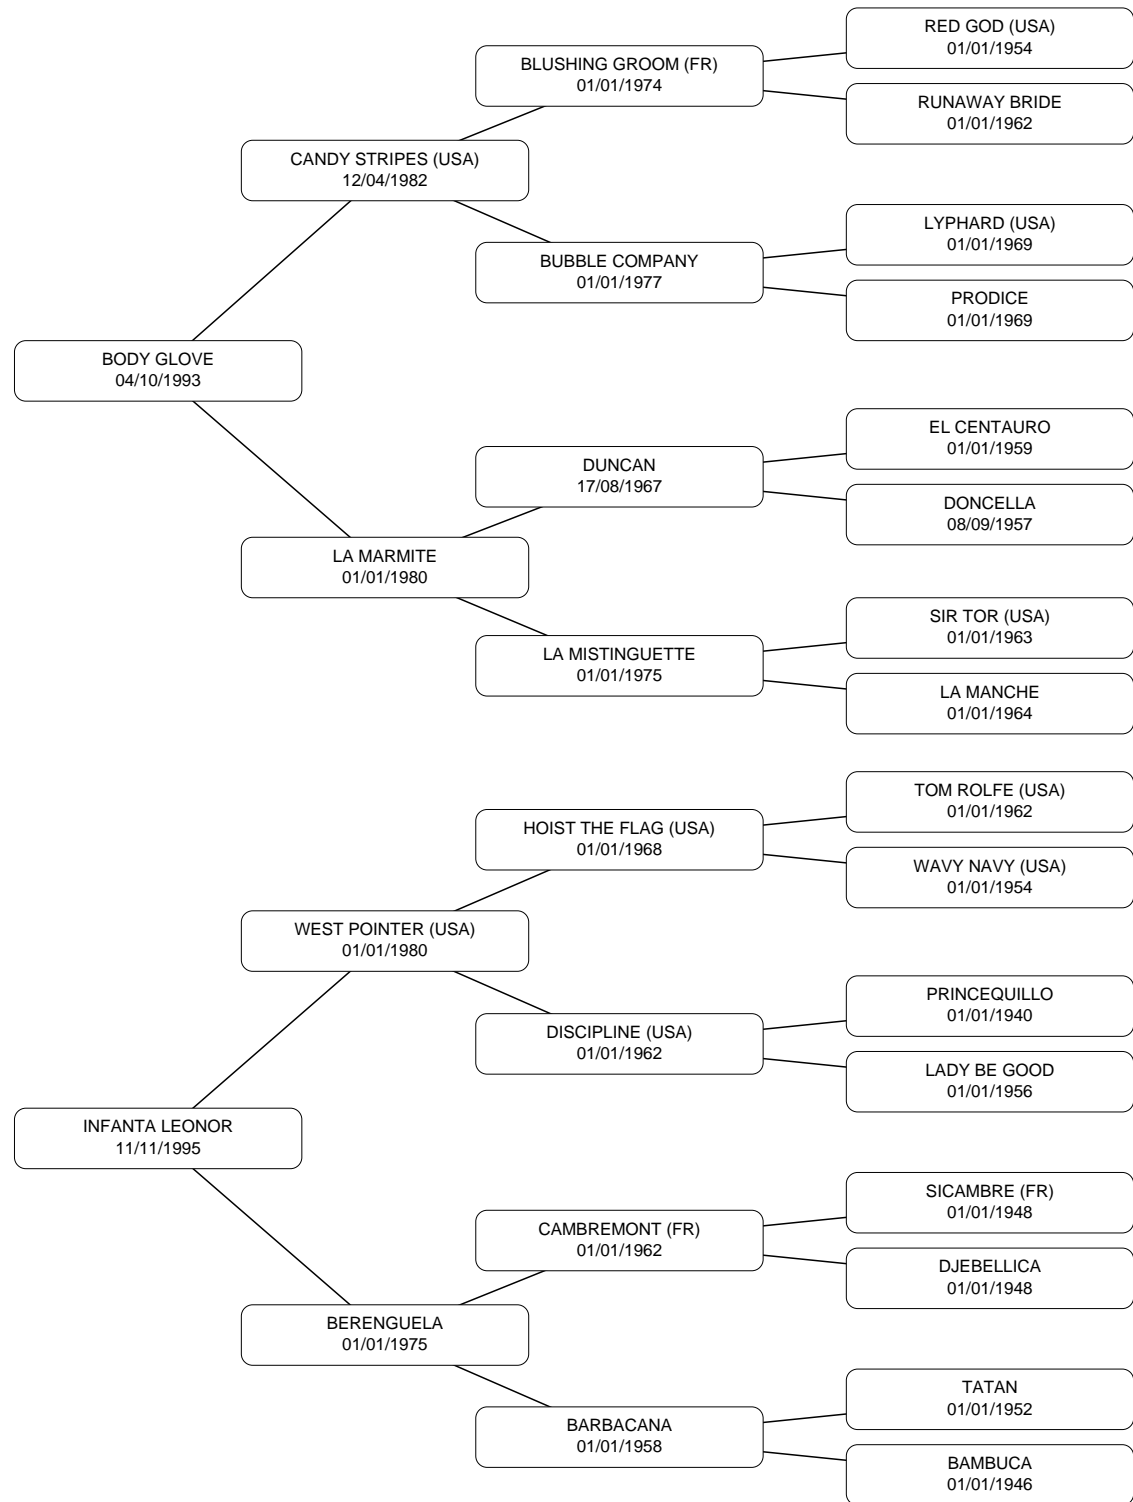 RED GOD (USA)
01/01/1954
BLUSHING GROOM (FR)
01/01/1974
RUNAWAY BRIDE
01/01/1962
CANDY STRIPES (USA)
12/04/1982
LYPHARD (USA)
01/01/1969
BUBBLE COMPANY
01/01/1977
PRODICE
01/01/1969
BODY GLOVE
04/10/1993
EL CENTAURO
01/01/1959
DUNCAN
17/08/1967
DONCELLA
08/09/1957
LA MARMITE
01/01/1980
SIR TOR (USA)
01/01/1963
LA MISTINGUETTE
01/01/1975
LA MANCHE
01/01/1964
TOM ROLFE (USA)
01/01/1962
HOIST THE FLAG (USA)
01/01/1968
WAVY NAVY (USA)
01/01/1954
WEST POINTER (USA)
01/01/1980
PRINCEQUILLO
01/01/1940
DISCIPLINE (USA)
01/01/1962
LADY BE GOOD
01/01/1956
INFANTA LEONOR
11/11/1995
SICAMBRE (FR)
01/01/1948
CAMBREMONT (FR)
01/01/1962
DJEBELLICA
01/01/1948
BERENGUELA
01/01/1975
TATAN
01/01/1952
BARBACANA
01/01/1958
BAMBUCA
01/01/1946